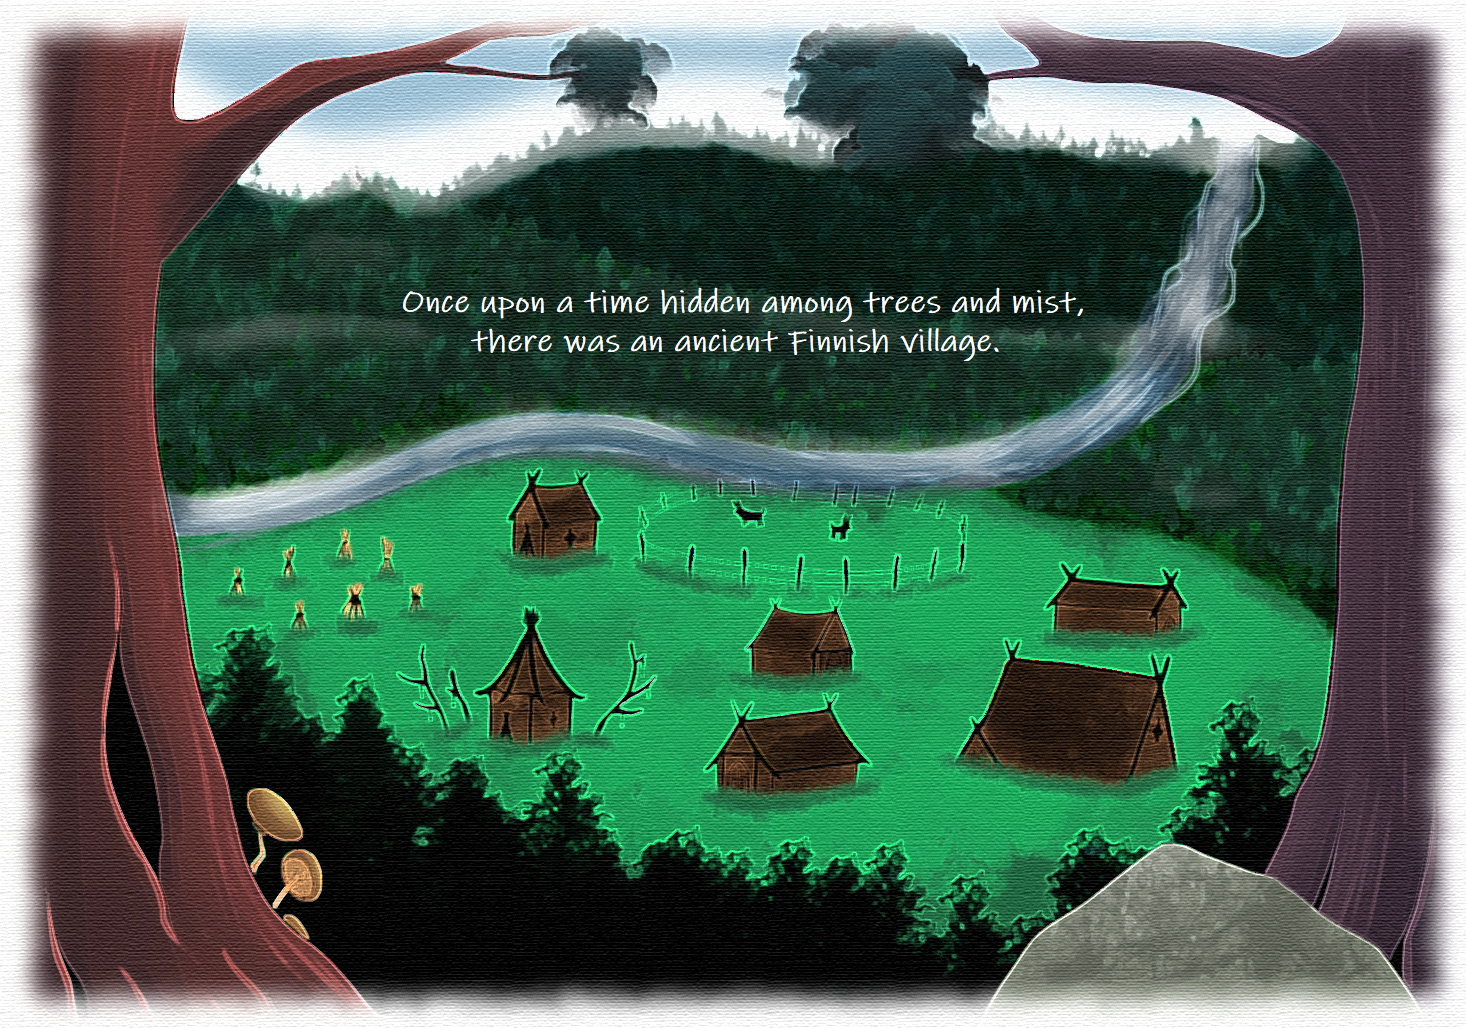 Once upon a time hidden among trees and mist,
there was an ancient Finnish village.